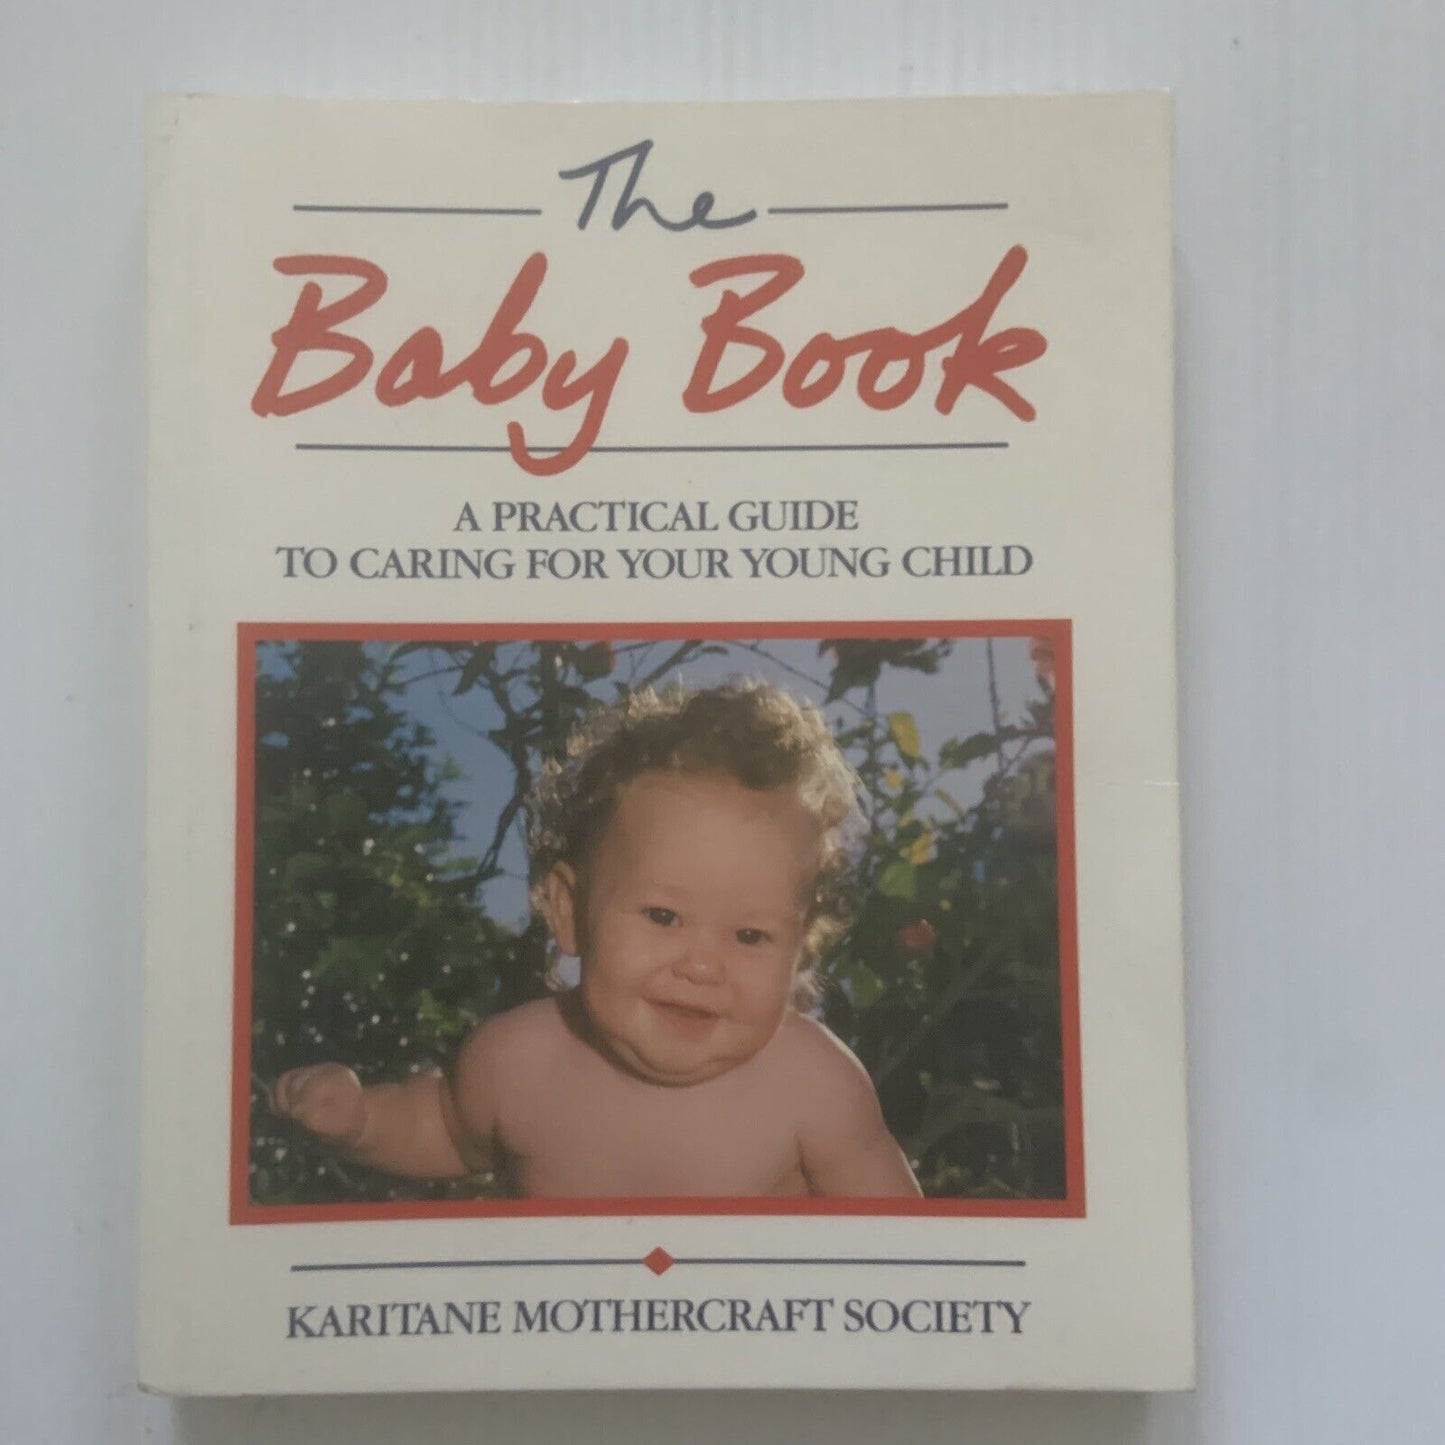 The
Baby Book
A PRACTICAL GUIDE
TO CARING FOR YOUR YOUNG CHILD
KARITANE MOTHERCRAFT SOCIETY